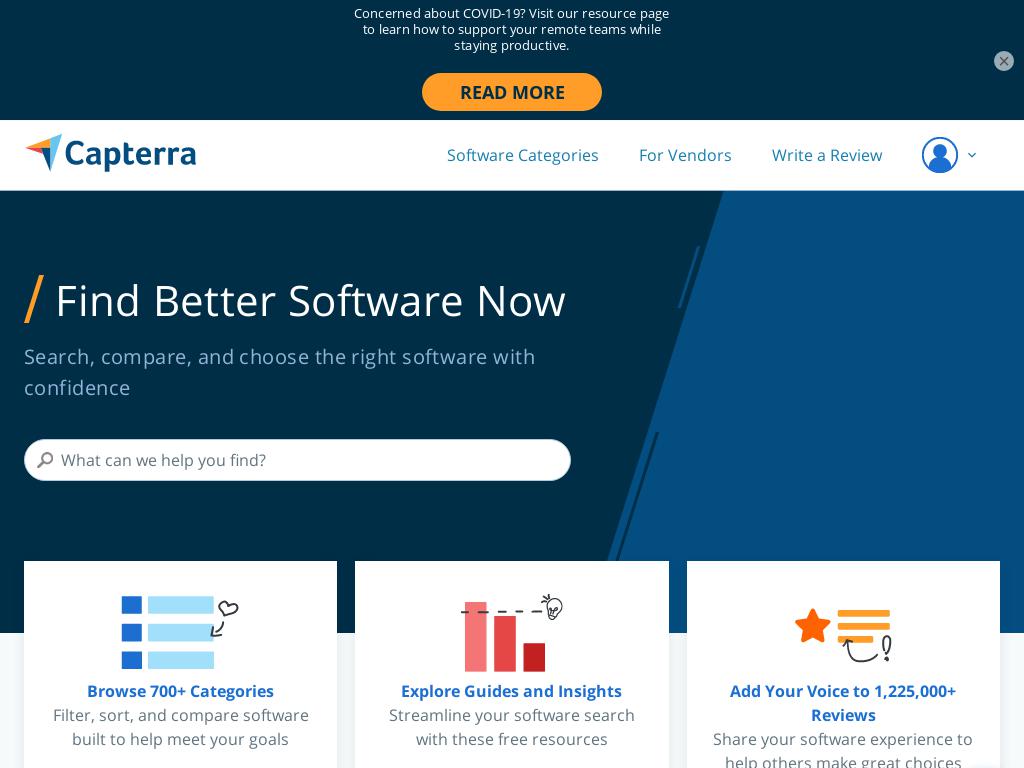 Concerned about COVID-19? Visit our resource page
to learn how to support your remote teams while
staying productive.
READ MORE
Capterra
Software Categories
For Vendors
Write a Review
Find Better Software Now
Search, compare, and choose the right software with
confidence
What can we help you find?
Browse 700+ Categories
Filter, sort, and compare software
built to help meet your goals
Explore Guides and Insights
Streamline your software search
with these free resources
Add Your Voice to 1,225,000+
Reviews
Share your software experience to
help others make great choices